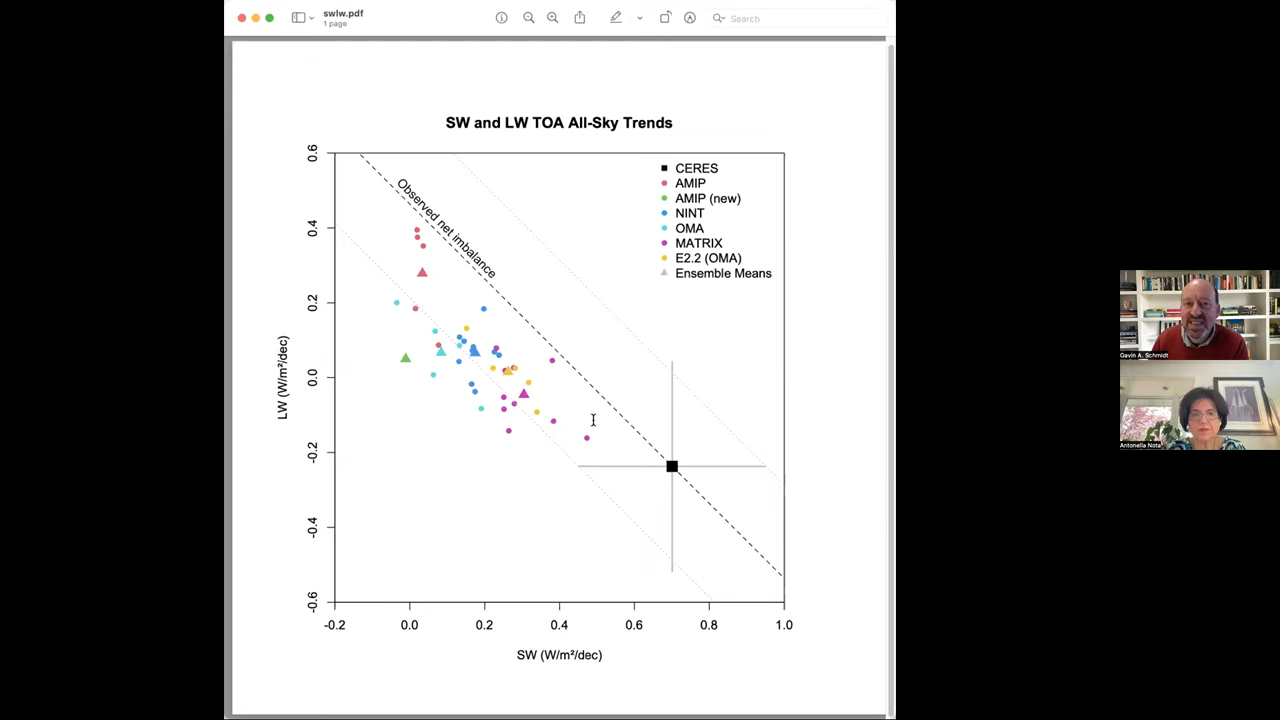 swlw.pdf
1 page
Search
SW and LW TOA All-Sky Trends
Observed net imbalance
CERES
AMIP
AMIP (new)
NINT
OMA
MATRIX
E2.2 (OMA)
Ensemble Means
LW (W/m²/dec)
0.6
0.4
0.2
0.0
-0.2
-0.4
-0.6
-0.2
0.0
0.2
0.4
0.6
0.8
1.0
SW (W/m²/dec)
Gavin A. Schmidt
Antonella Nota